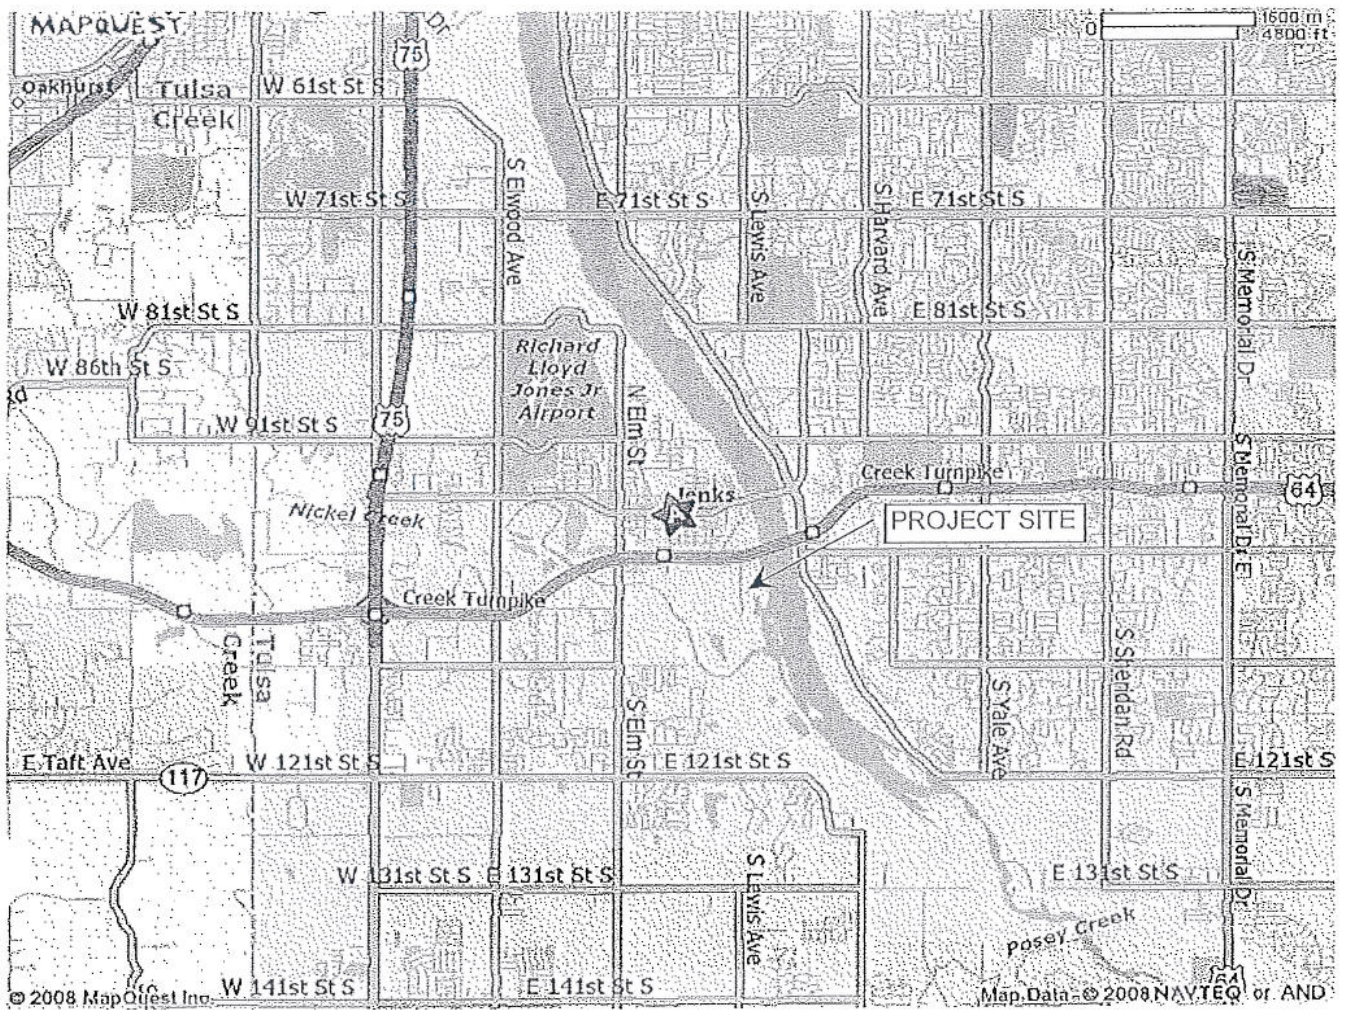 MAPQUEST
1600 m
0
4800 ft
Dr
75
Oakhurst
Tulsa
Creek
W 61st St S
S Elwood Ave
W 71st St S
E 71st St S
S Lewis Ave
S Harvard Ave
E 71st St S
S Memorial Dr
W 81st St S
E 81st St S
Richard
Lloyd
Jones Jr
Airport
W 86th St S
Rd
N Elm St
75
W 91st St S
S Memorial Dr E
Creek Turnpike
64
Jenks
Nickel Creek
PROJECT SITE
Creek Turnpike
Creek
Tulsa
S Sheridan Rd
S Yale Ave
S Elm St
E Taft Ave
117
W 121st St S
E 121st St S
E 121st St S
S Memorial Dr
W 131st St S
E 131st St S
S Lewis Ave
E 131st St S
Posey Creek
64
W 141st St S
E 141st St S
© 2008 MapQuest Inc.
Map Data © 2008 NAVTEQ or AND